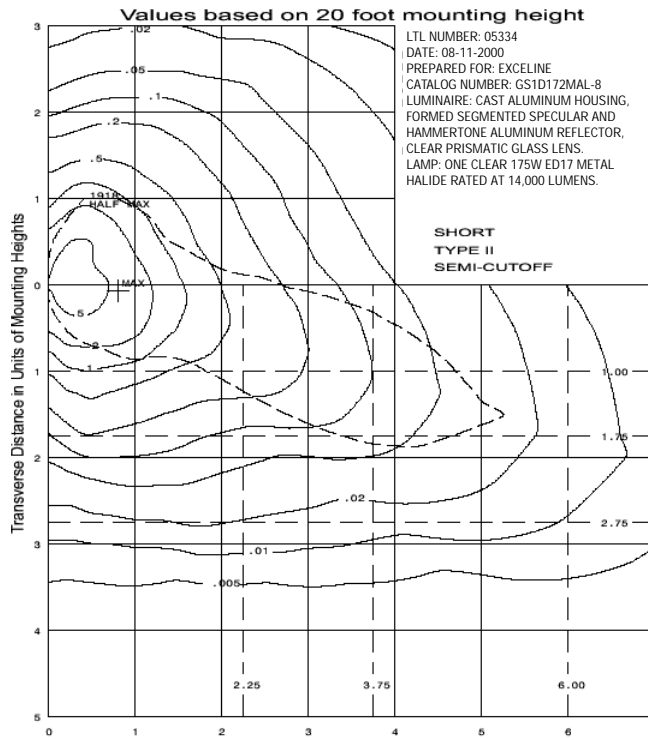 Values based on 20 foot mounting height
LTL NUMBER: 05334
DATE: 08-11-2000
PREPARED FOR: EXCELINE
CATALOG NUMBER: GS1D172MAL-8
LUMINAIRE: CAST ALUMINUM HOUSING,
FORMED SEGMENTED SPECULAR AND
HAMMERTONE ALUMINUM REFLECTOR,
CLEAR PRISMATIC GLASS LENS.
LAMP: ONE CLEAR 175W ED17 METAL
HALIDE RATED AT 14,000 LUMENS.
SHORT
TYPE II
SEMI-CUTOFF
Transverse Distance in Units of Mounting Heights
3
2
1
0
1
2
3
4
5
.02
.05
.1
.2
.5
1918
HALF MAX
MAX
5
2
1
1.00
1.75
.02
2.75
.01
.005
2.25
3.75
6.00
0
1
2
3
4
5
6